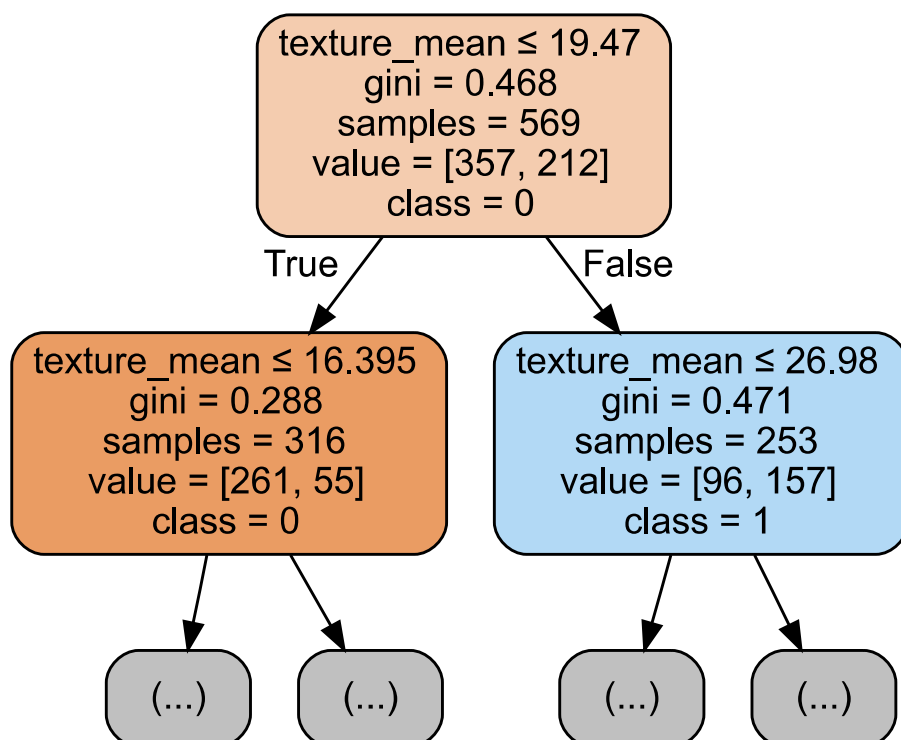 texture_mean ≤ 19.47
gini = 0.468
samples = 569
value = [357, 212]
class = 0
True
False
texture_mean ≤ 16.395
gini = 0.288
samples = 316
value = [261, 55]
class = 0
texture_mean ≤ 26.98
gini = 0.471
samples = 253
value = [96, 157]
class = 1
(...)
(...)
(...)
(...)